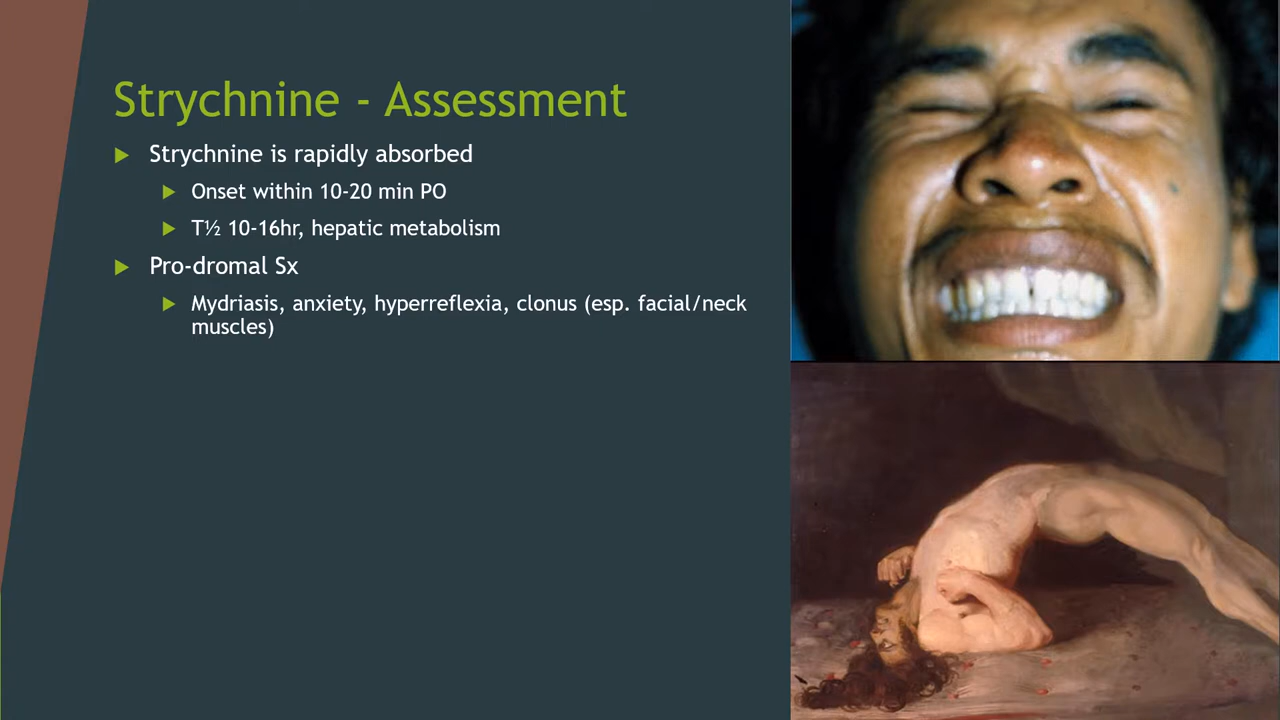 Strychnine - Assessment
Strychnine is rapidly absorbed
Onset within 10-20 min PO
T½ 10-16hr, hepatic metabolism
Pro-dromal Sx
Mydriasis, anxiety, hyperreflexia, clonus (esp. facial/neck
muscles)